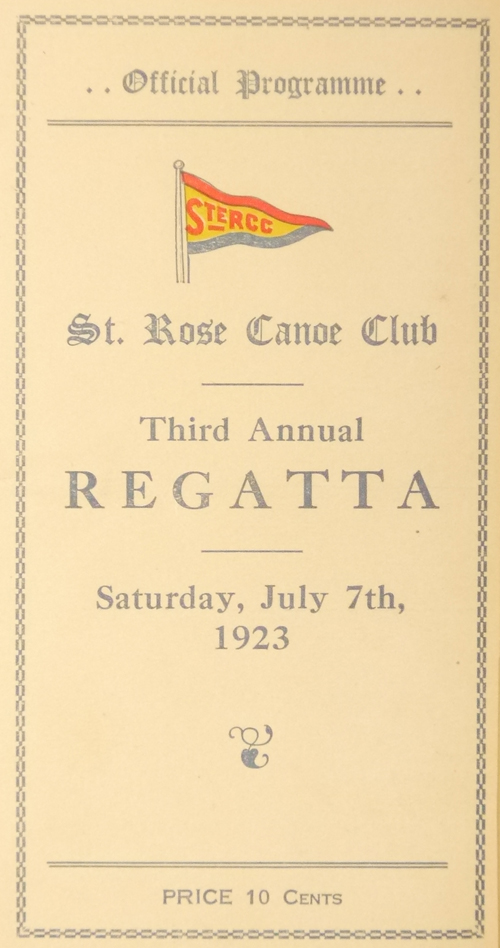 . . Official Programme . .
STERCC
St. Rose Canoe Club
Third Annual
REGATTA
Saturday, July 7th,
1923
PRICE 10 CENTS